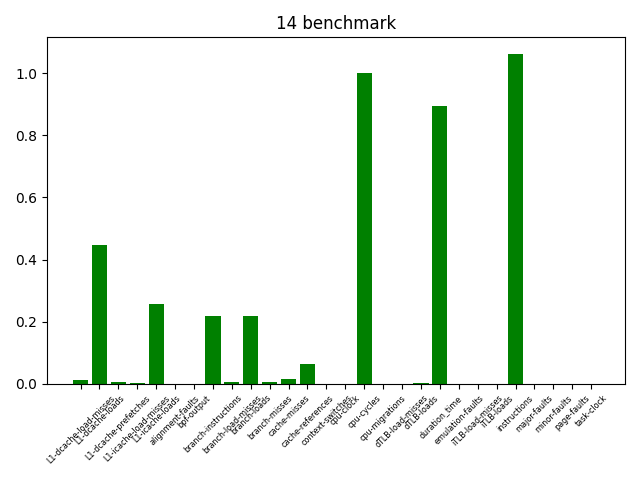 14 benchmark
1.0
0.8
0.6
0.4
0.2
0.0
L1-dcache-load-misses
L1-dcache-loads
L1-dcache-prefetches
L1-icache-load-misses
L1-icache-loads
alignment-faults
bpf-output
branch-instructions
branch-load-misses
branch-loads
branch-misses
cache-misses
cache-references
context-switches
cpu-clock
cpu-cycles
cpu-migrations
dTLB-load-misses
dTLB-loads
duration_time
emulation-faults
iTLB-load-misses
iTLB-loads
instructions
major-faults
minor-faults
page-faults
task-clock